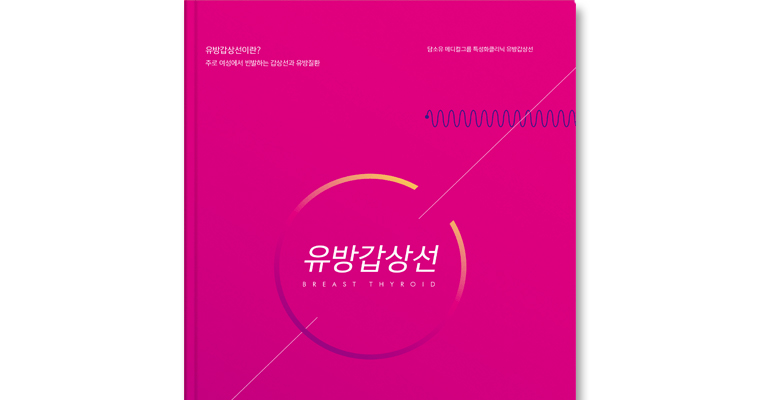 유방갑상선이란?
주로 여성에서 빈발하는 갑상선과 유방질환
담소유 메디컬그룹 특성화클리닉 유방갑상선
유방갑상선
BREAST THYROID